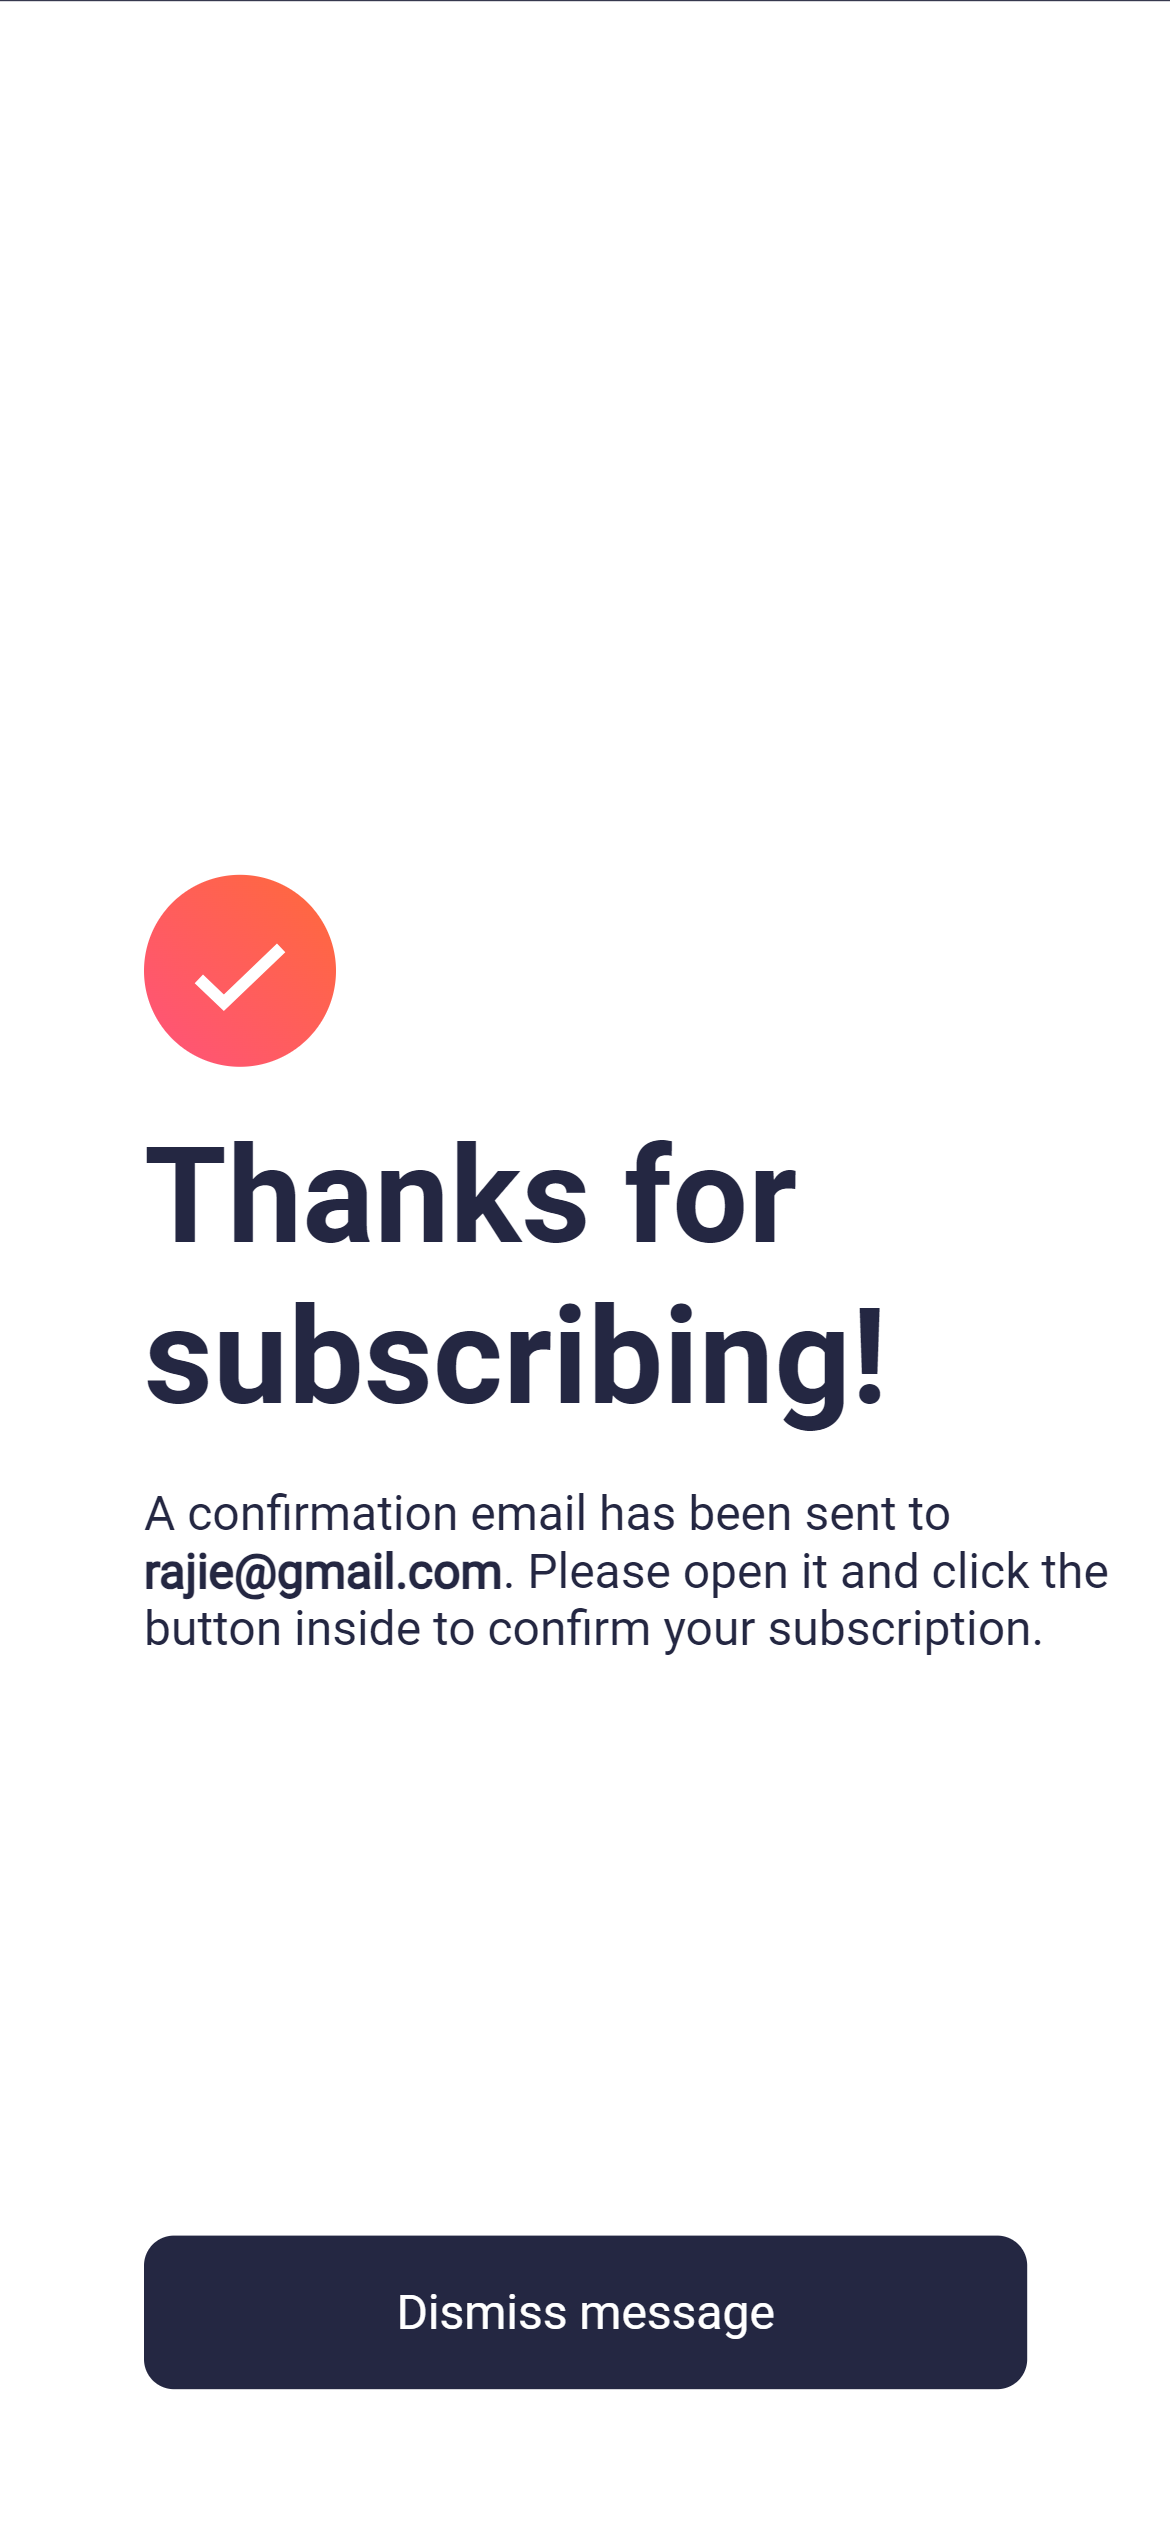 Thanks for
subscribing!
A confirmation email has been sent to
rajie@gmail.com. Please open it and click the
button inside to confirm your subscription.
Dismiss message